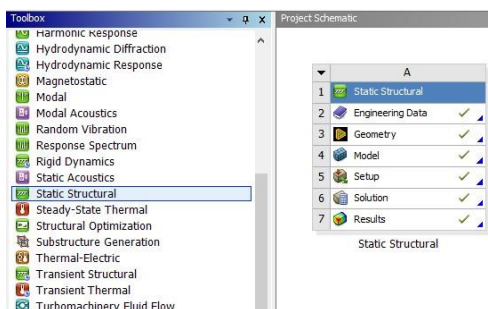 Toolbox
Harmonic Response
Hydrodynamic Diffraction
Hydrodynamic Response
Magnetostatic
Modal
Modal Acoustics
Random Vibration
Response Spectrum
Rigid Dynamics
Static Acoustics
Static Structural
Steady-State Thermal
Structural Optimization
Substructure Generation
Thermal-Electric
Transient Structural
Transient Thermal
Turbomachinery Fluid Flow
Project Schematic
A
1 Static Structural
2 Engineering Data
3 Geometry
4 Model
5 Setup
6 Solution
7 Results
Static Structural